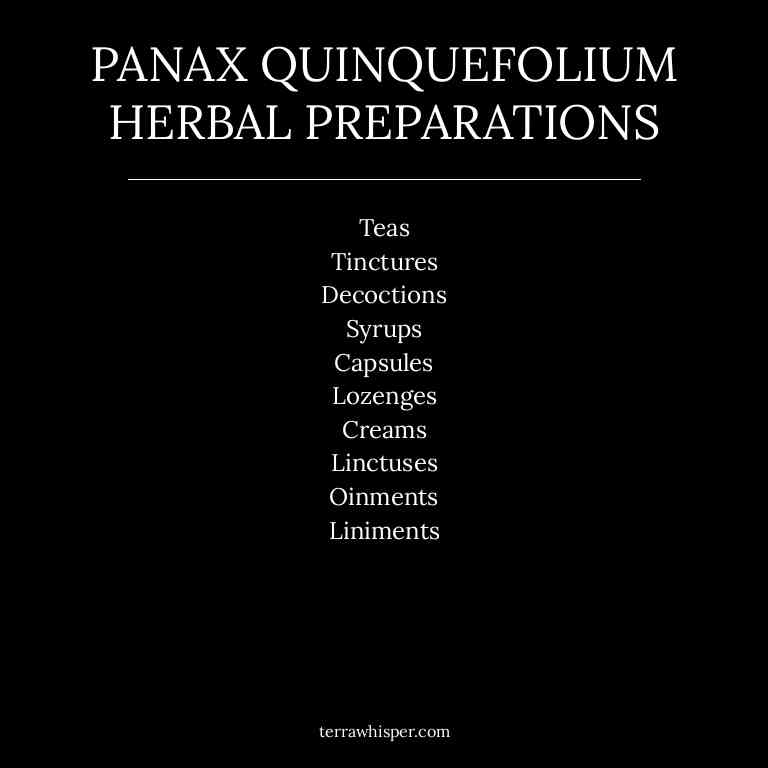 PANAX QUINQUEFOLIUM
HERBAL PREPARATIONS
Teas
Tinctures
Decoctions
Syrups
Capsules
Lozenges
Creams
Linctuses
Oinments
Liniments
terrawhisper.com